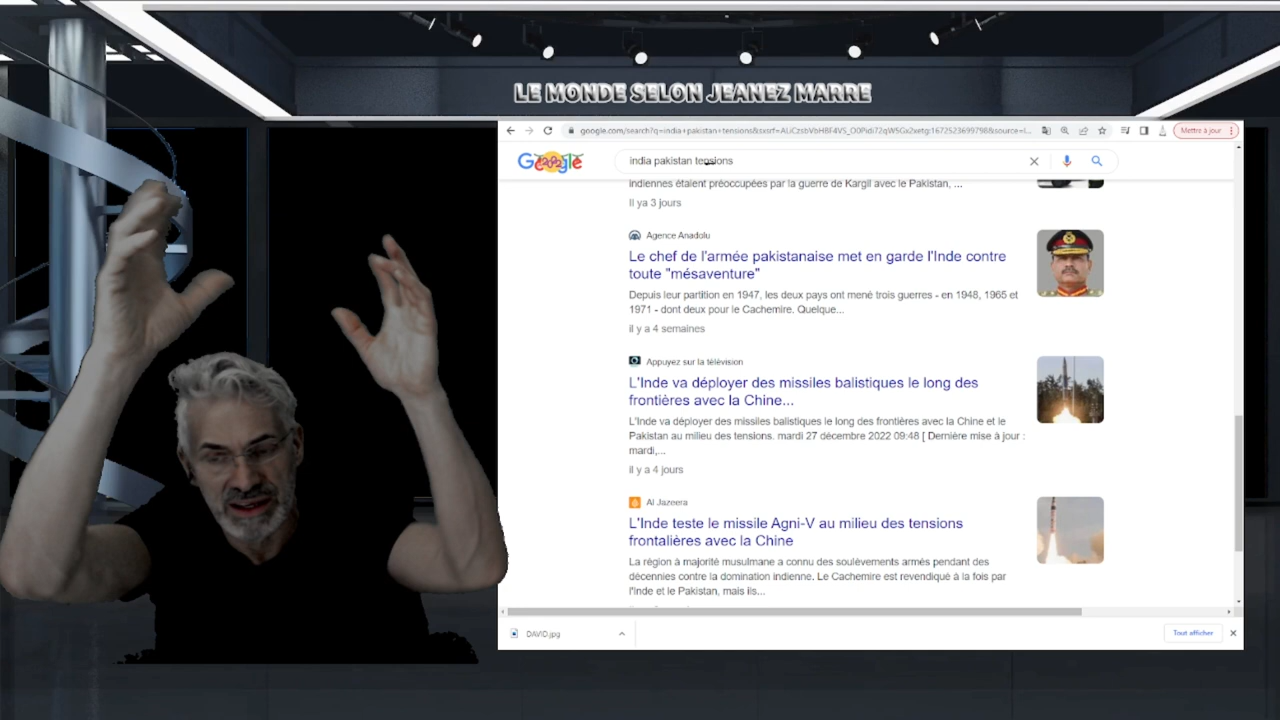 LE MONDE SELON JEANEZ MARRE
Mettre à jour
Google
india pakistan tensions
indiennes étaient préoccupées par la guerre de Kargil avec le Pakistan, ...
Il ya 3 jours
Agence Anadolu
Le chef de l'armée pakistanaise met en garde l'Inde contre
toute "mésaventure"
Depuis leur partition en 1947, les deux pays ont mené trois guerres - en 1948, 1965 et
1971 - dont deux pour le Cachemire. Quelque...
il y a 4 semaines
Appuyez sur la télévision
L'Inde va déployer des missiles balistiques le long des
frontières avec la Chine...
L'Inde va déployer des missiles balistiques le long des frontières avec la Chine et le
Pakistan au milieu des tensions. mardi 27 décembre 2022 09:48 [ Dernière mise à jour :
mardi,...
il y a 4 jours
Al Jazeera
L'Inde teste le missile Agni-V au milieu des tensions
frontalières avec la Chine
La région à majorité musulmane a connu des soulèvements armés pendant des
décennies contre la domination indienne. Le Cachemire est revendiqué à la fois par
l'Inde et le Pakistan, mais ils...
DAVID.jpg
Tout afficher